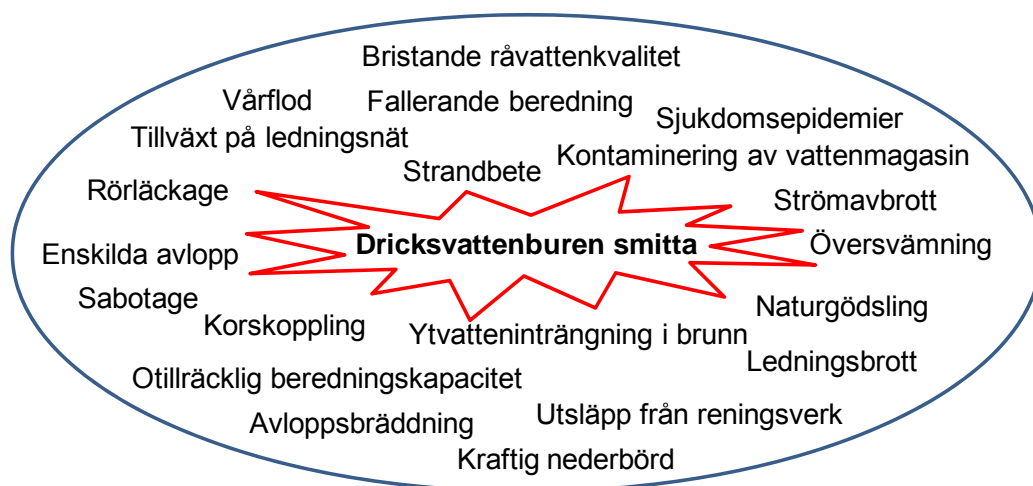 Bristande råvattenkvalitet
Vårflod
Fallerande beredning
Sjukdomsepidemier
Tillväxt på ledningsnät
Kontaminering av vattenmagasin
Strandbete
Rörläckage
Strömavbrott
Enskilda avlopp
Dricksvattenburen smitta
Översvämning
Sabotage
Naturgödsling
Korskoppling
Ytvatteninträngning i brunn
Ledningsbrott
Otillräcklig beredningskapacitet
Avloppsbräddning
Utsläpp från reningsverk
Kraftig nederbörd